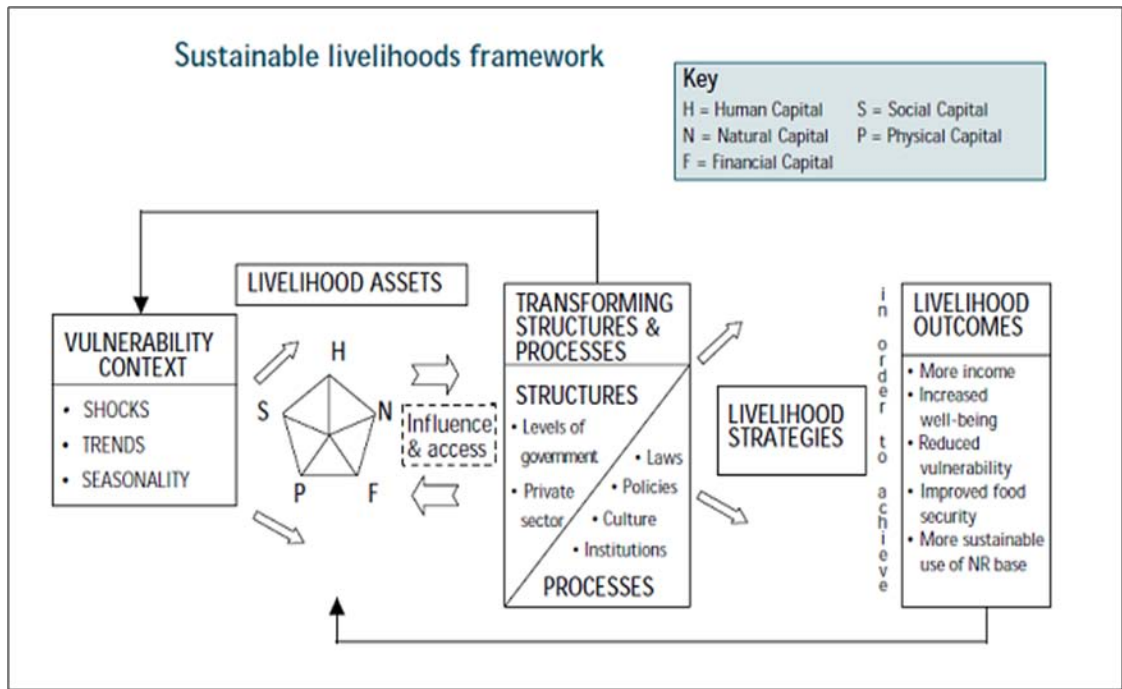 Sustainable livelihoods framework
Key
H = Human Capital
S = Social Capital
N = Natural Capital
P = Physical Capital
F = Financial Capital
LIVELIHOOD ASSETS
VULNERABILITY
CONTEXT
• SHOCKS
• TRENDS
• SEASONALITY
H
S
N
P
F
Influence
& access
TRANSFORMING
STRUCTURES &
PROCESSES
STRUCTURES
• Levels of
government
• Private
sector
• Laws
• Policies
• Culture
• Institutions
PROCESSES
LIVELIHOOD
STRATEGIES
in order to achieve
LIVELIHOOD
OUTCOMES
• More income
• Increased
well-being
• Reduced
vulnerability
• Improved food
security
• More sustainable
use of NR base